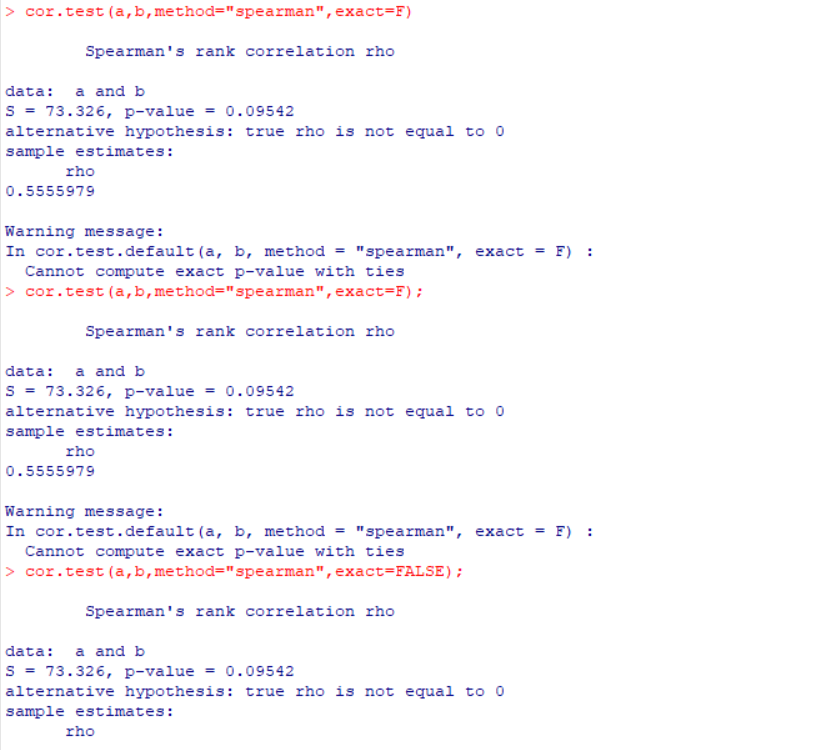 > cor.test(a,b,method="spearman",exact=F)
Spearman's rank correlation rho
data:  a and b
S = 73.326, p-value = 0.09542
alternative hypothesis: true rho is not equal to 0
sample estimates:
rho
0.5555979
Warning message:
In cor.test.default(a, b, method = "spearman", exact = F) :
Cannot compute exact p-value with ties
> cor.test(a,b,method="spearman",exact=F);
Spearman's rank correlation rho
data:  a and b
S = 73.326, p-value = 0.09542
alternative hypothesis: true rho is not equal to 0
sample estimates:
rho
0.5555979
Warning message:
In cor.test.default(a, b, method = "spearman", exact = F) :
Cannot compute exact p-value with ties
> cor.test(a,b,method="spearman",exact=FALSE);
Spearman's rank correlation rho
data:  a and b
S = 73.326, p-value = 0.09542
alternative hypothesis: true rho is not equal to 0
sample estimates:
rho